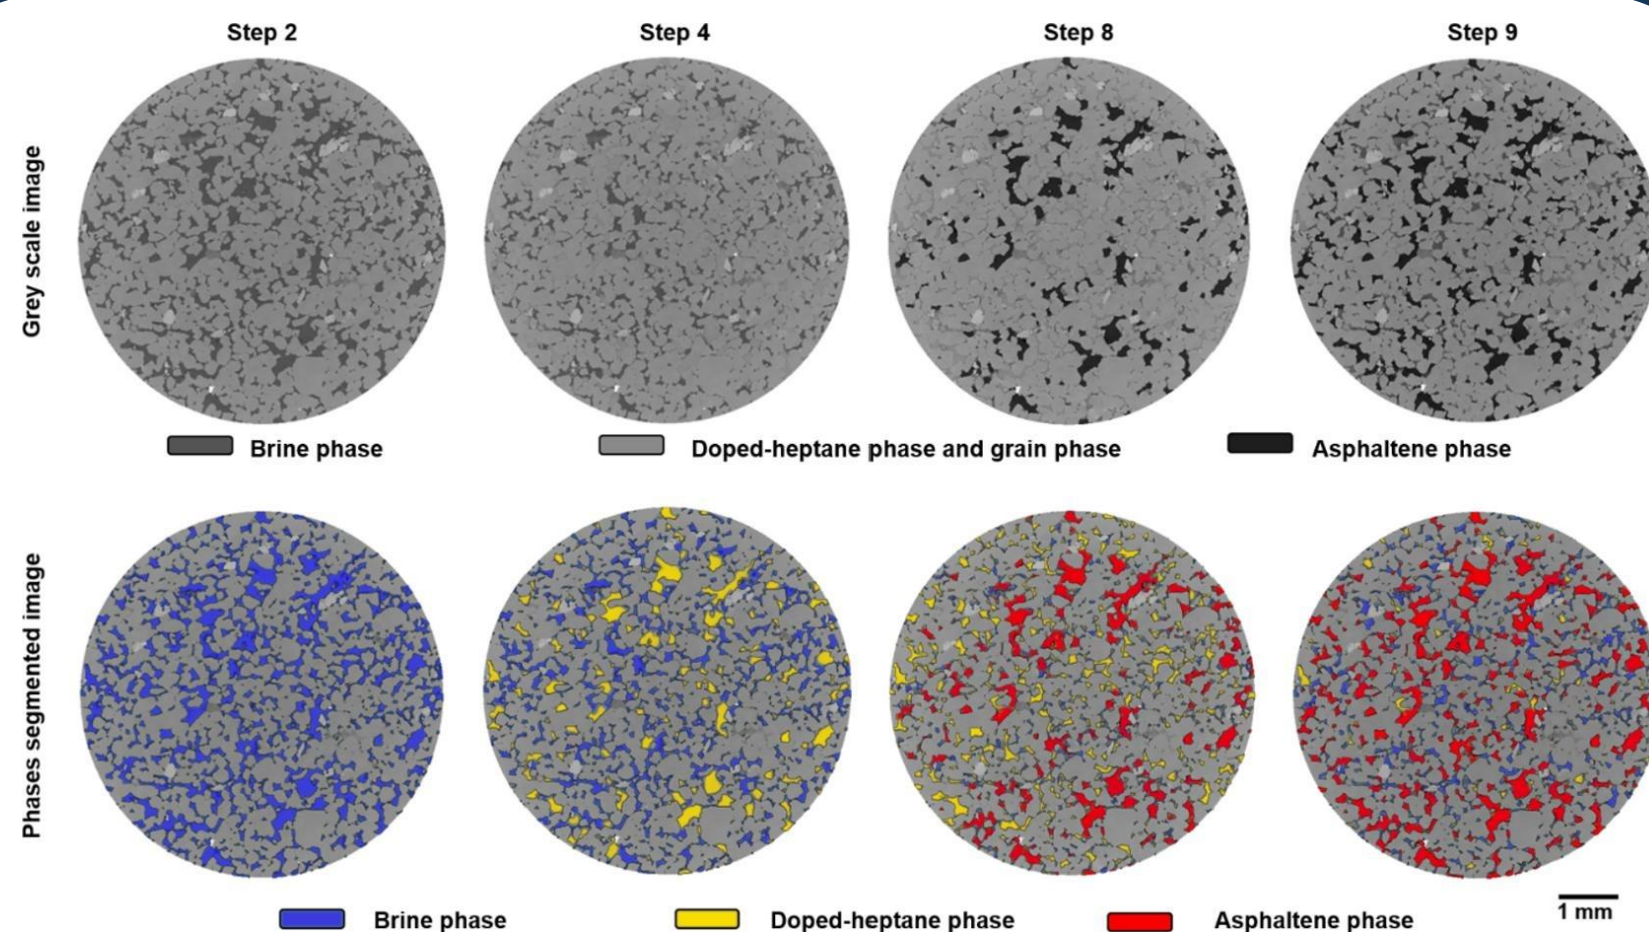 Step 2
Step 4
Step 8
Step 9
Grey scale image
Brine phase
Doped-heptane phase and grain phase
Asphaltene phase
Phases segmented image
Brine phase
Doped-heptane phase
Asphaltene phase
1 mm